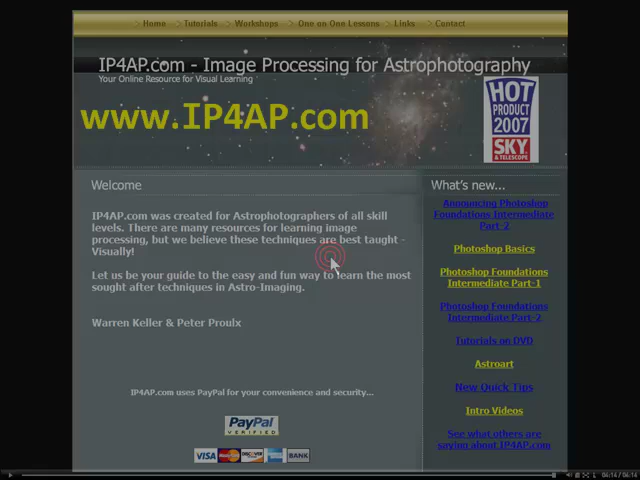 Home
Tutorials
Workshops
One on One Lessons
Links
Contact
IP4AP.com - Image Processing for Astrophotography
Your Online Resource for Visual Learning
www.IP4AP.com
HOT
PRODUCT
2007
SKY
& TELESCOPE
Welcome
IP4AP.com was created for Astrophotographers of all skill
levels. There are many resources for learning image
processing, but we believe these techniques are best taught -
Visually!
Let us be your guide to the easy and fun way to learn the most
sought after techniques in Astro-Imaging.
Warren Keller & Peter Proulx
IP4AP.com uses PayPal for your convenience and security...
PayPal
VERIFIED
VISA
MasterCard
DISCOVER
BANK
What's new...
Announcing Photoshop
Foundations Intermediate
Part-2
Photoshop Basics
Photoshop Foundations
Intermediate Part-1
Photoshop Foundations
Intermediate Part-2
Tutorials on DVD
Astroart
New Quick Tips
Intro Videos
See what others are
saying about IP4AP.com
04:14 / 04:14